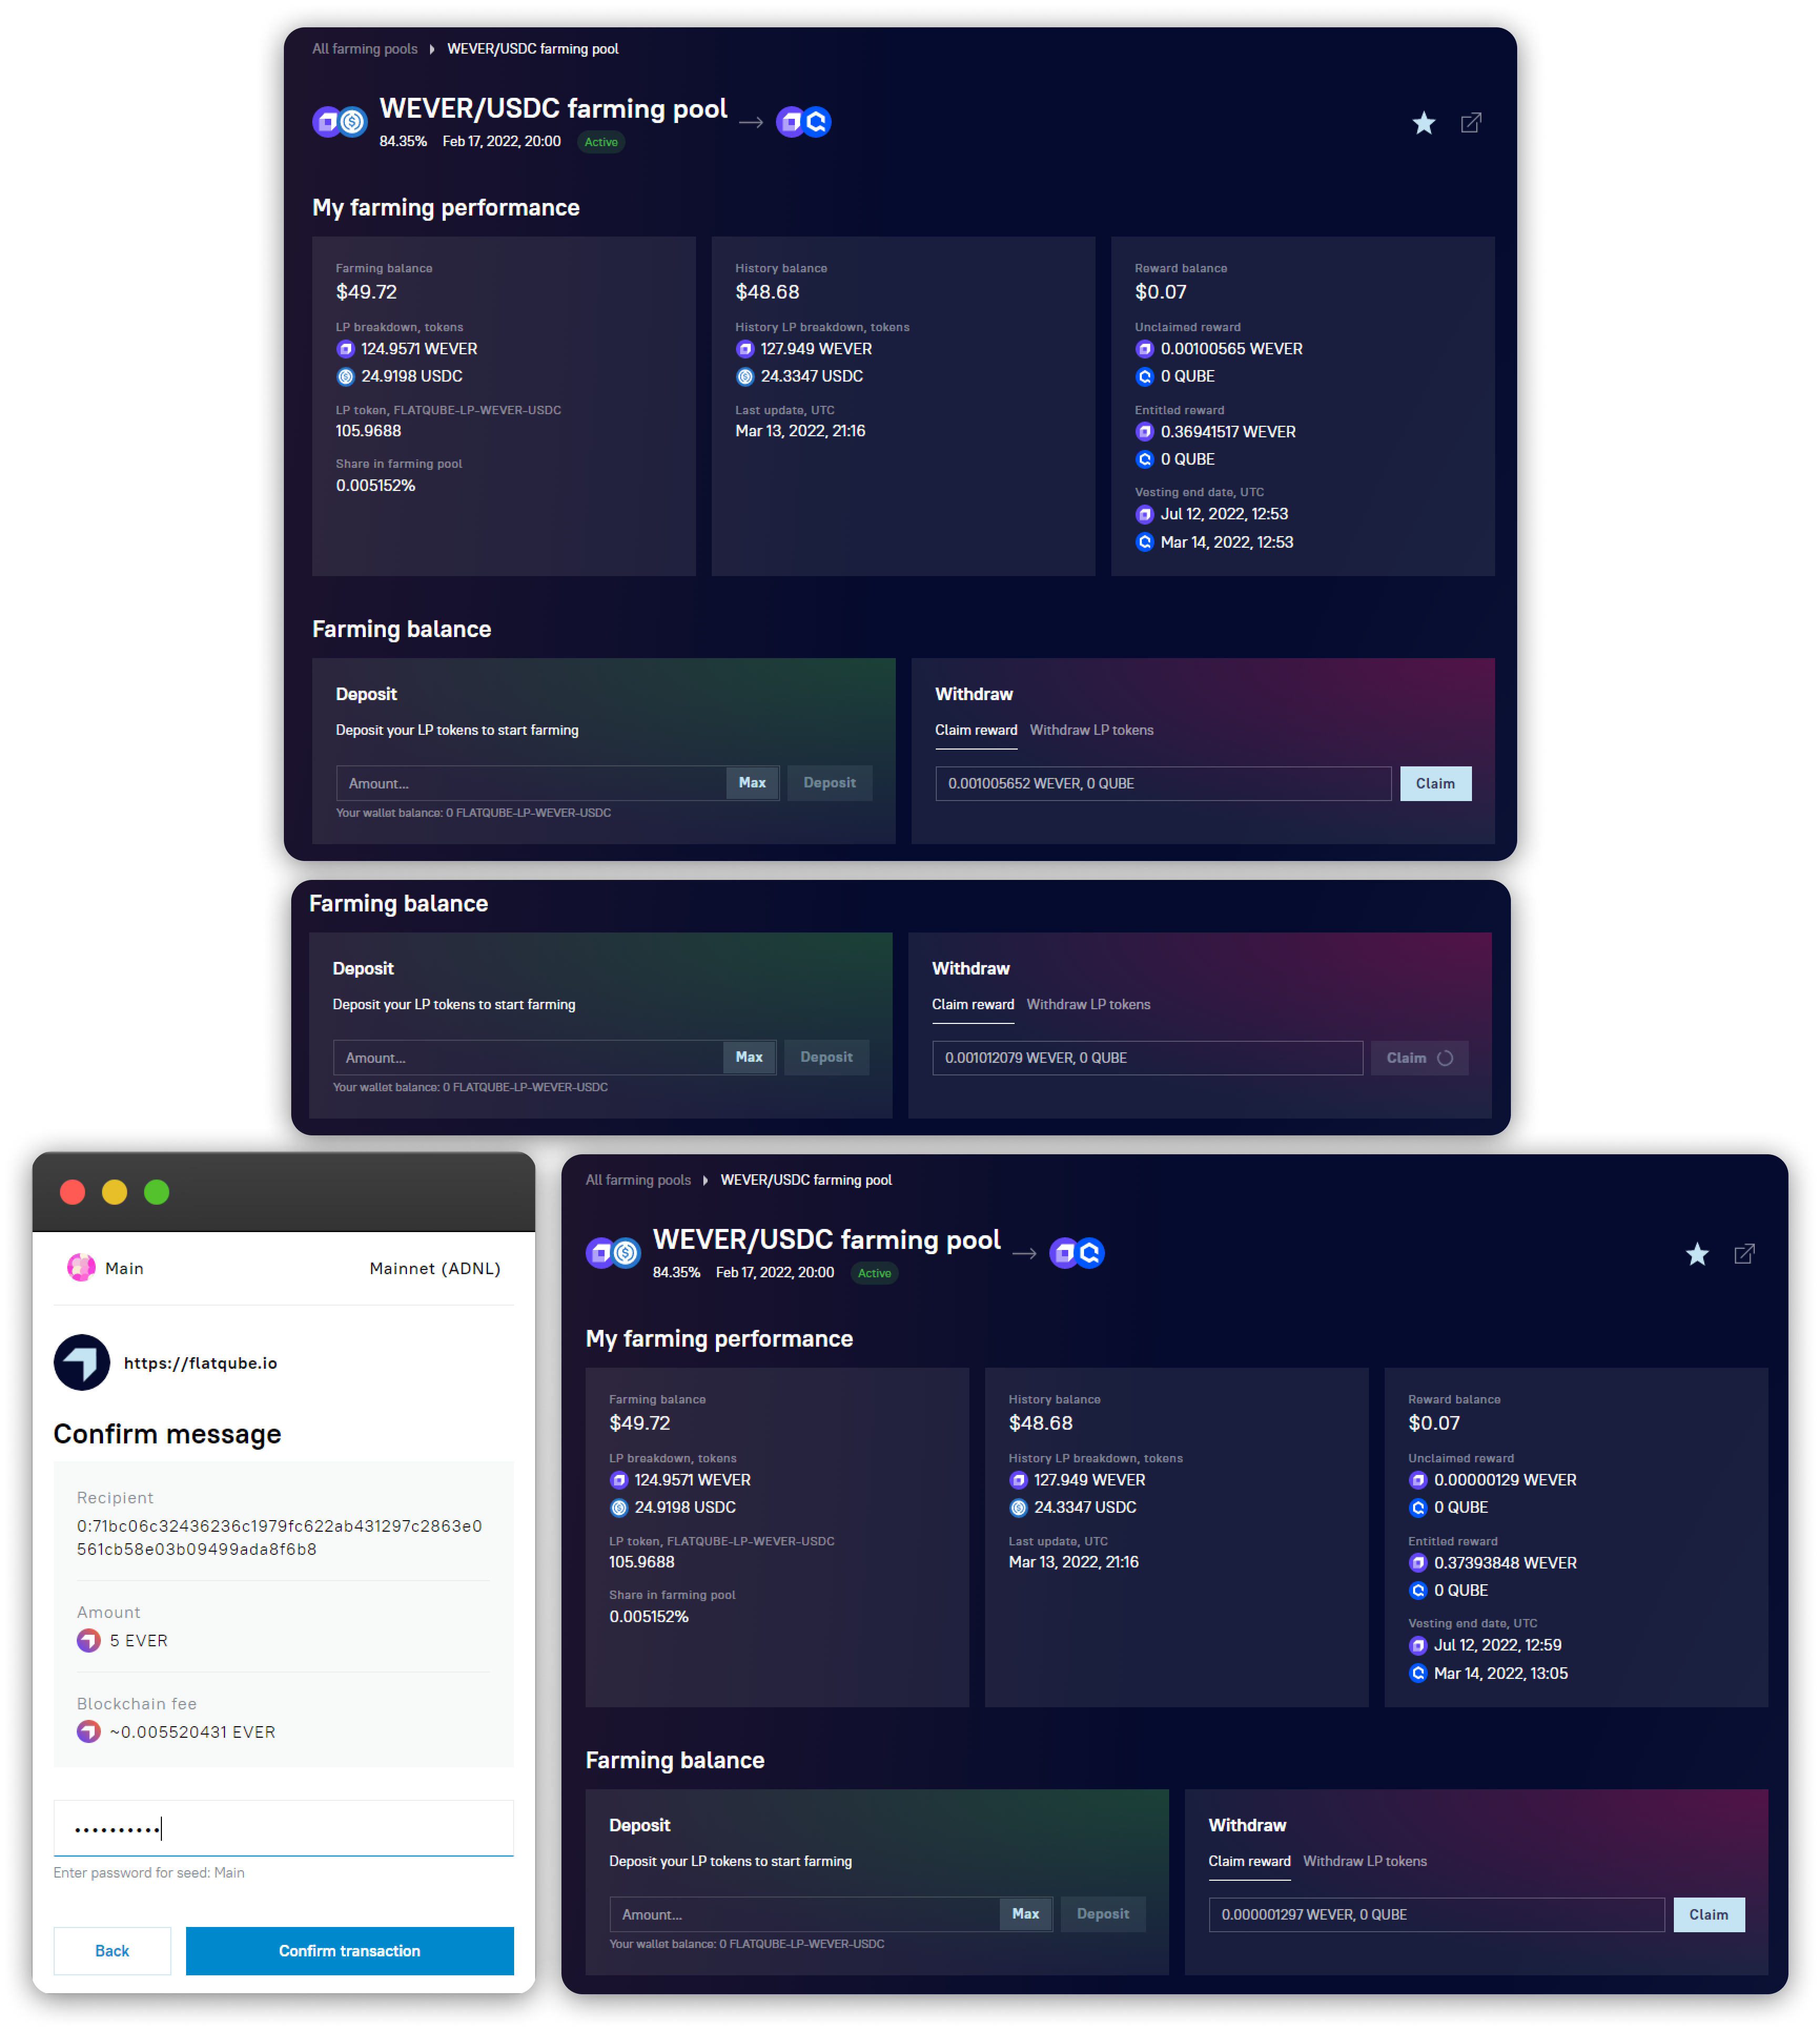 All farming pools WEVER/USDC farming pool
WEVER/USDC farming pool
84.35% Feb 17, 2022, 20:00 Active
My farming performance
Farming balance
$49.72
LP breakdown, tokens
124.9571 WEVER
24.9198 USDC
LP token, FLATQUBE-LP-WEVER-USDC
105.9688
Share in farming pool
0.005152%
History balance
$48.68
History LP breakdown, tokens
127.949 WEVER
24.3347 USDC
Last update, UTC
Mar 13, 2022, 21:16
Reward balance
$0.07
Unclaimed reward
0.00100565 WEVER
0 QUBE
Entitled reward
0.36941517 WEVER
0 QUBE
Vesting end date, UTC
Jul 12, 2022, 12:53
Mar 14, 2022, 12:53
Farming balance
Deposit
Deposit your LP tokens to start farming
Amount... Max Deposit
Your wallet balance: 0 FLATQUBE-LP-WEVER-USDC
Withdraw
Claim reward Withdraw LP tokens
0.001005652 WEVER, 0 QUBE Claim
Farming balance
Deposit
Deposit your LP tokens to start farming
Amount... Max Deposit
Your wallet balance: 0 FLATQUBE-LP-WEVER-USDC
Withdraw
Claim reward Withdraw LP tokens
0.001012079 WEVER, 0 QUBE Claim
Main Mainnet (ADNL)
https://flatqube.io
Confirm message
Recipient
0:71bc06c32436236c1979fc622ab431297c2863e0
561cb58e03b09499ada8f6b8
Amount
5 EVER
Blockchain fee
~0.005520431 EVER
••••••••••
Enter password for seed: Main
Back Confirm transaction
All farming pools WEVER/USDC farming pool
WEVER/USDC farming pool
84.35% Feb 17, 2022, 20:00 Active
My farming performance
Farming balance
$49.72
LP breakdown, tokens
124.9571 WEVER
24.9198 USDC
LP token, FLATQUBE-LP-WEVER-USDC
105.9688
Share in farming pool
0.005152%
History balance
$48.68
History LP breakdown, tokens
127.949 WEVER
24.3347 USDC
Last update, UTC
Mar 13, 2022, 21:16
Reward balance
$0.07
Unclaimed reward
0.00000129 WEVER
0 QUBE
Entitled reward
0.37393848 WEVER
0 QUBE
Vesting end date, UTC
Jul 12, 2022, 12:59
Mar 14, 2022, 13:05
Farming balance
Deposit
Deposit your LP tokens to start farming
Amount... Max Deposit
Your wallet balance: 0 FLATQUBE-LP-WEVER-USDC
Withdraw
Claim reward Withdraw LP tokens
0.000001297 WEVER, 0 QUBE Claim